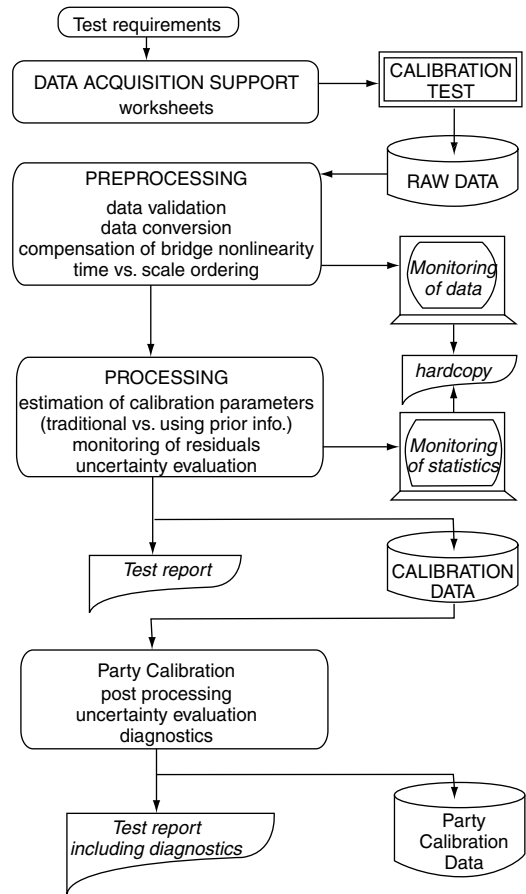 Test requirements
DATA ACQUISITION SUPPORT
worksheets
CALIBRATION
TEST
RAW DATA
PREPROCESSING
data validation
data conversion
compensation of bridge nonlinearity
time vs. scale ordering
Monitoring
of data
hardcopy
PROCESSING
estimation of calibration parameters
(traditional vs. using prior info.)
monitoring of residuals
uncertainty evaluation
Monitoring
of statistics
Test report
CALIBRATION
DATA
Party Calibration
post processing
uncertainty evaluation
diagnostics
Test report
including diagnostics
Party
Calibration
Data